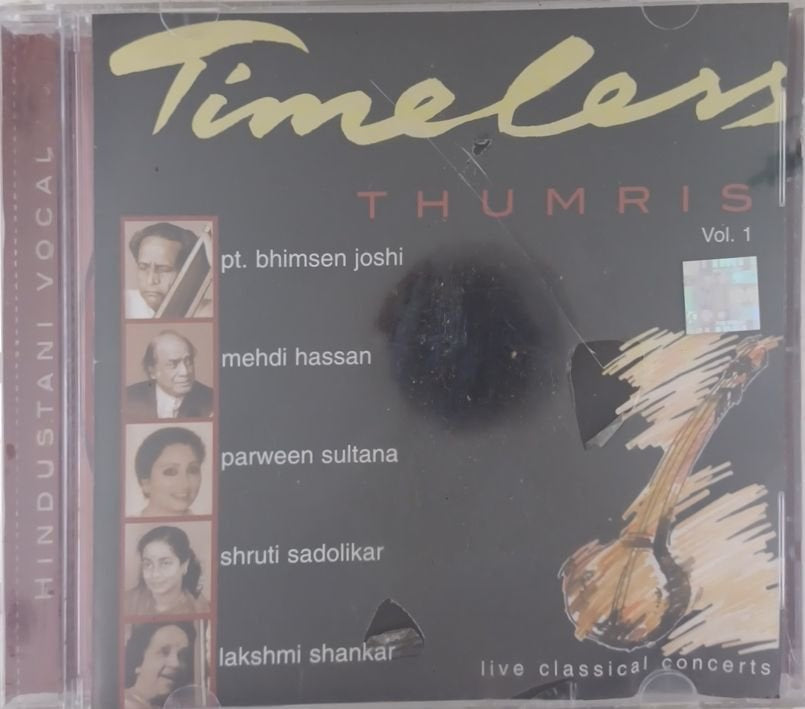 HINDUSTANI VOCAL
Timeless
THUMRIS
Vol. 1
pt. bhimsen joshi
mehdi hassan
parween sultana
shruti sadolikar
lakshmi shankar
live classical concerts